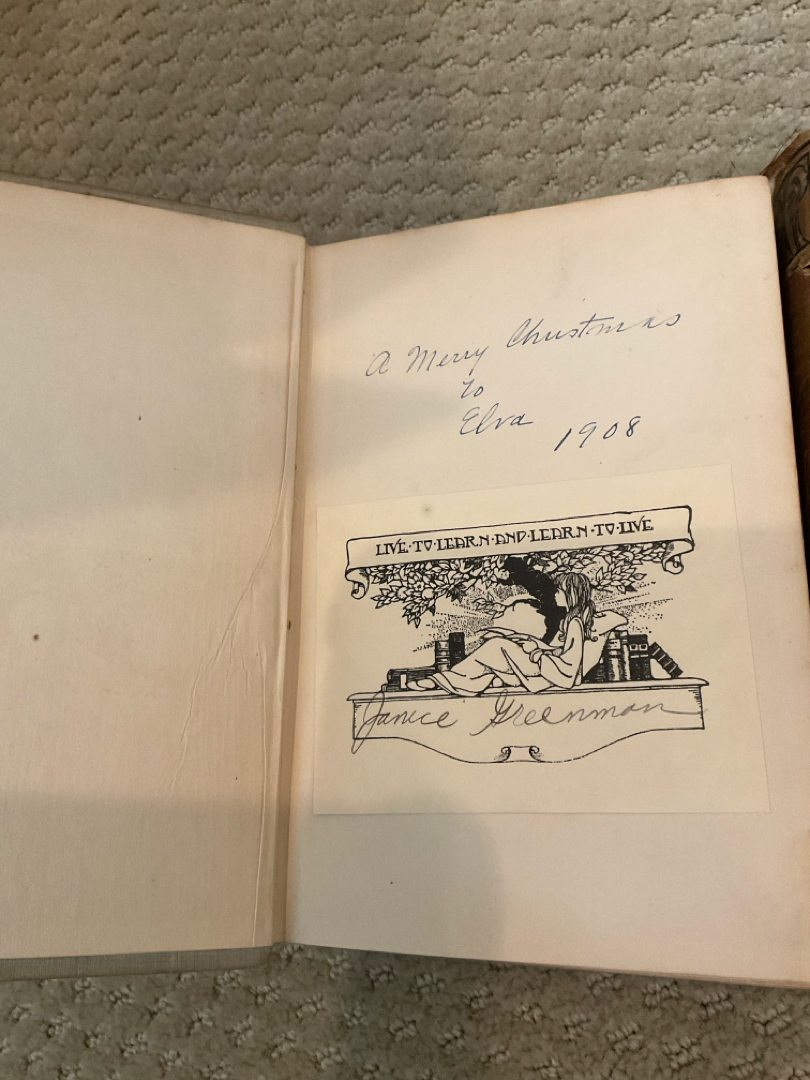 A Merry Christmas
to
Elva 1908
LIVE·TO·LEARN·AND·LEARN·TO·LIVE
Janice Greenman